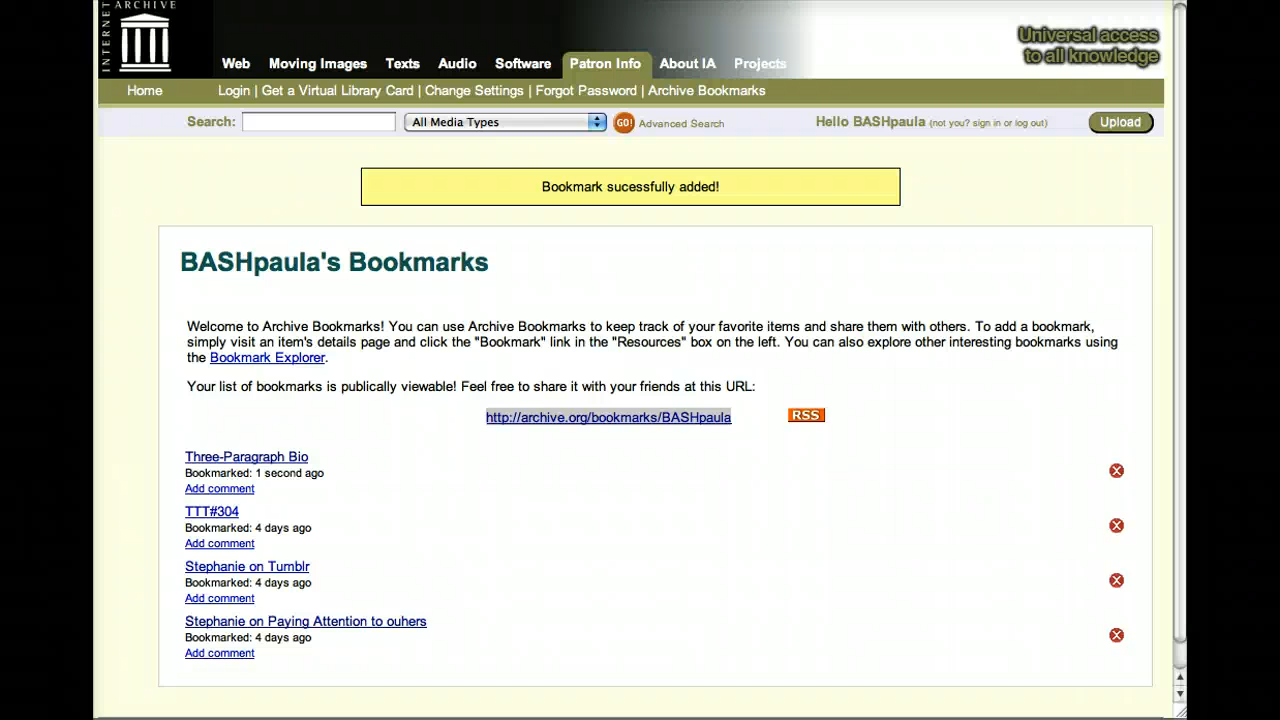 INTERNET
ARCHIVE
Universal access
to all knowledge
Web Moving Images Texts Audio Software Patron Info About IA Projects
Home Login | Get a Virtual Library Card | Change Settings | Forgot Password | Archive Bookmarks
Search: All Media Types GO! Advanced Search Hello BASHpaula (not you? sign in or log out) Upload
Bookmark sucessfully added!
BASHpaula's Bookmarks
Welcome to Archive Bookmarks! You can use Archive Bookmarks to keep track of your favorite items and share them with others. To add a bookmark,
simply visit an item's details page and click the "Bookmark" link in the "Resources" box on the left. You can also explore other interesting bookmarks using
the Bookmark Explorer.
Your list of bookmarks is publically viewable! Feel free to share it with your friends at this URL:
http://archive.org/bookmarks/BASHpaula RSS
Three-Paragraph Bio
Bookmarked: 1 second ago
Add comment
TTT#304
Bookmarked: 4 days ago
Add comment
Stephanie on Tumblr
Bookmarked: 4 days ago
Add comment
Stephanie on Paying Attention to ouhers
Bookmarked: 4 days ago
Add comment